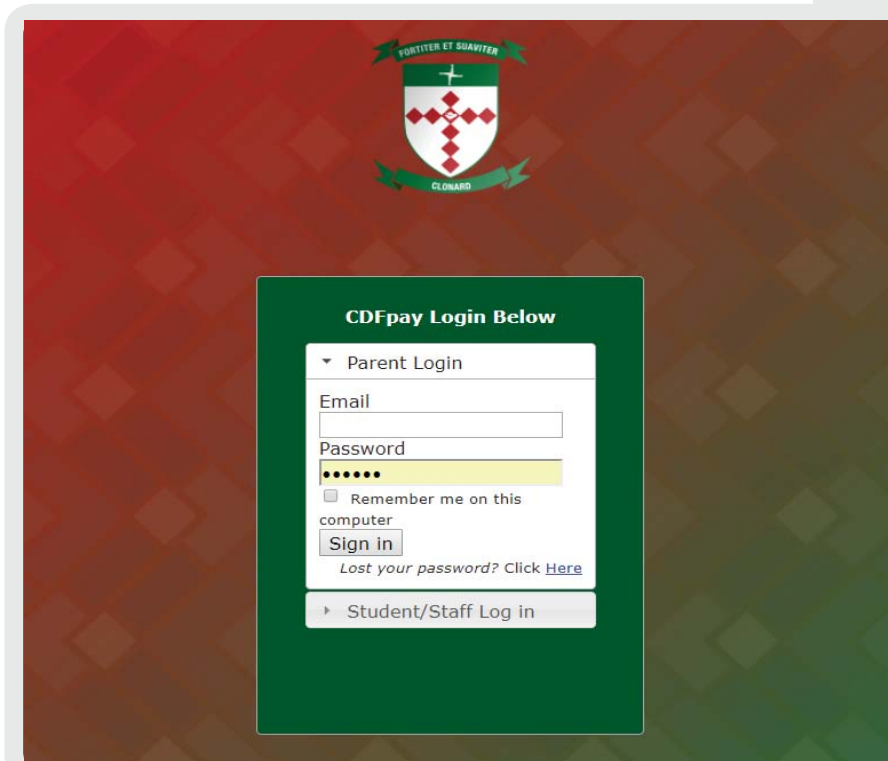 FORTITER ET SUAVITER
CLONARD
CDFpay Login Below
Parent Login
Email
Password
••••••
Remember me on this
computer
Sign in
Lost your password? Click Here
Student/Staff Log in